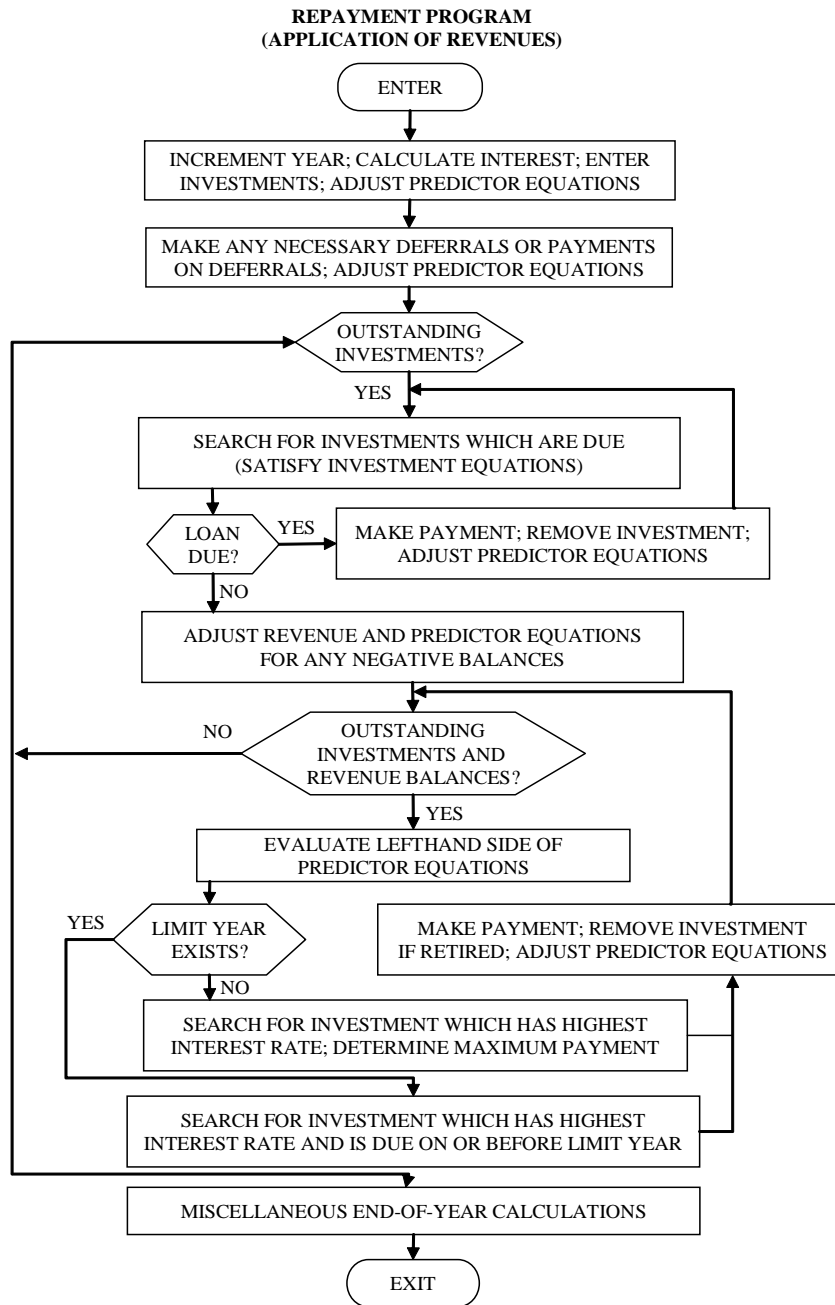 REPAYMENT PROGRAM
(APPLICATION OF REVENUES)
ENTER
INCREMENT YEAR; CALCULATE INTEREST; ENTER
INVESTMENTS; ADJUST PREDICTOR EQUATIONS
MAKE ANY NECESSARY DEFERRALS OR PAYMENTS
ON DEFERRALS; ADJUST PREDICTOR EQUATIONS
OUTSTANDING
INVESTMENTS?
YES
SEARCH FOR INVESTMENTS WHICH ARE DUE
(SATISFY INVESTMENT EQUATIONS)
LOAN
DUE?
YES
MAKE PAYMENT; REMOVE INVESTMENT;
ADJUST PREDICTOR EQUATIONS
NO
ADJUST REVENUE AND PREDICTOR EQUATIONS
FOR ANY NEGATIVE BALANCES
NO
OUTSTANDING
INVESTMENTS AND
REVENUE BALANCES?
YES
EVALUATE LEFTHAND SIDE OF
PREDICTOR EQUATIONS
YES
LIMIT YEAR
EXISTS?
MAKE PAYMENT; REMOVE INVESTMENT
IF RETIRED; ADJUST PREDICTOR EQUATIONS
NO
SEARCH FOR INVESTMENT WHICH HAS HIGHEST
INTEREST RATE; DETERMINE MAXIMUM PAYMENT
SEARCH FOR INVESTMENT WHICH HAS HIGHEST
INTEREST RATE AND IS DUE ON OR BEFORE LIMIT YEAR
MISCELLANEOUS END-OF-YEAR CALCULATIONS
EXIT